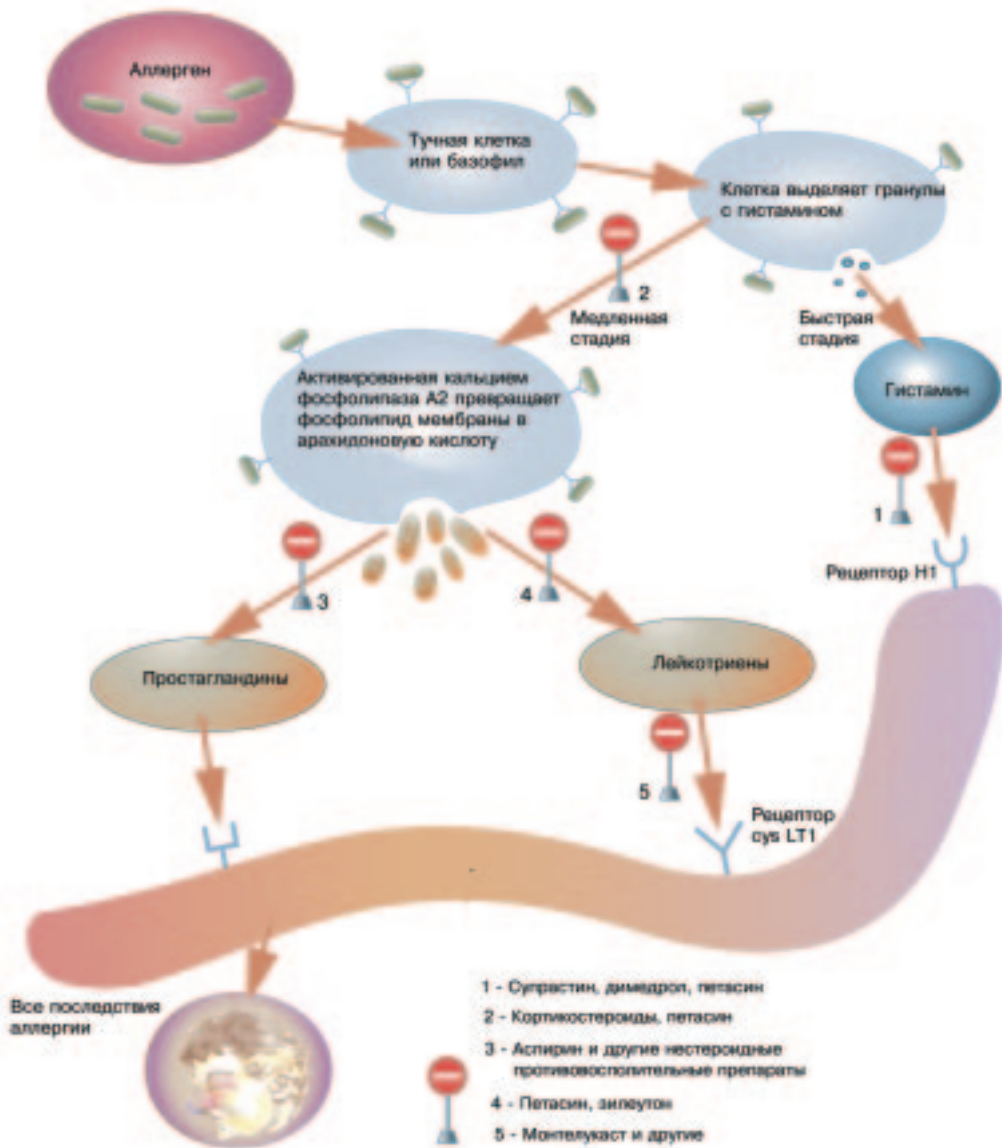 Аллерген
Тучная клетка
или базофил
Клетка выделяет гранулы
с гистамином
2
Медленная
стадия
Быстрая
стадия
Активированная кальцием
фосфолипаза А2 превращает
фосфолипид мембраны в
арахидоновую кислоту
Гистамин
1
Рецептор Н1
3
4
Простагландины
Лейкотриены
5
Рецептор
cys LT1
Все последствия
аллергии
1 - Супрастин, димедрол, петасин
2 - Кортикостероиды, петасин
3 - Аспирин и другие нестероидные
противовосполительные препараты
4 - Петасин, зилеутон
5 - Монтелукаст и другие